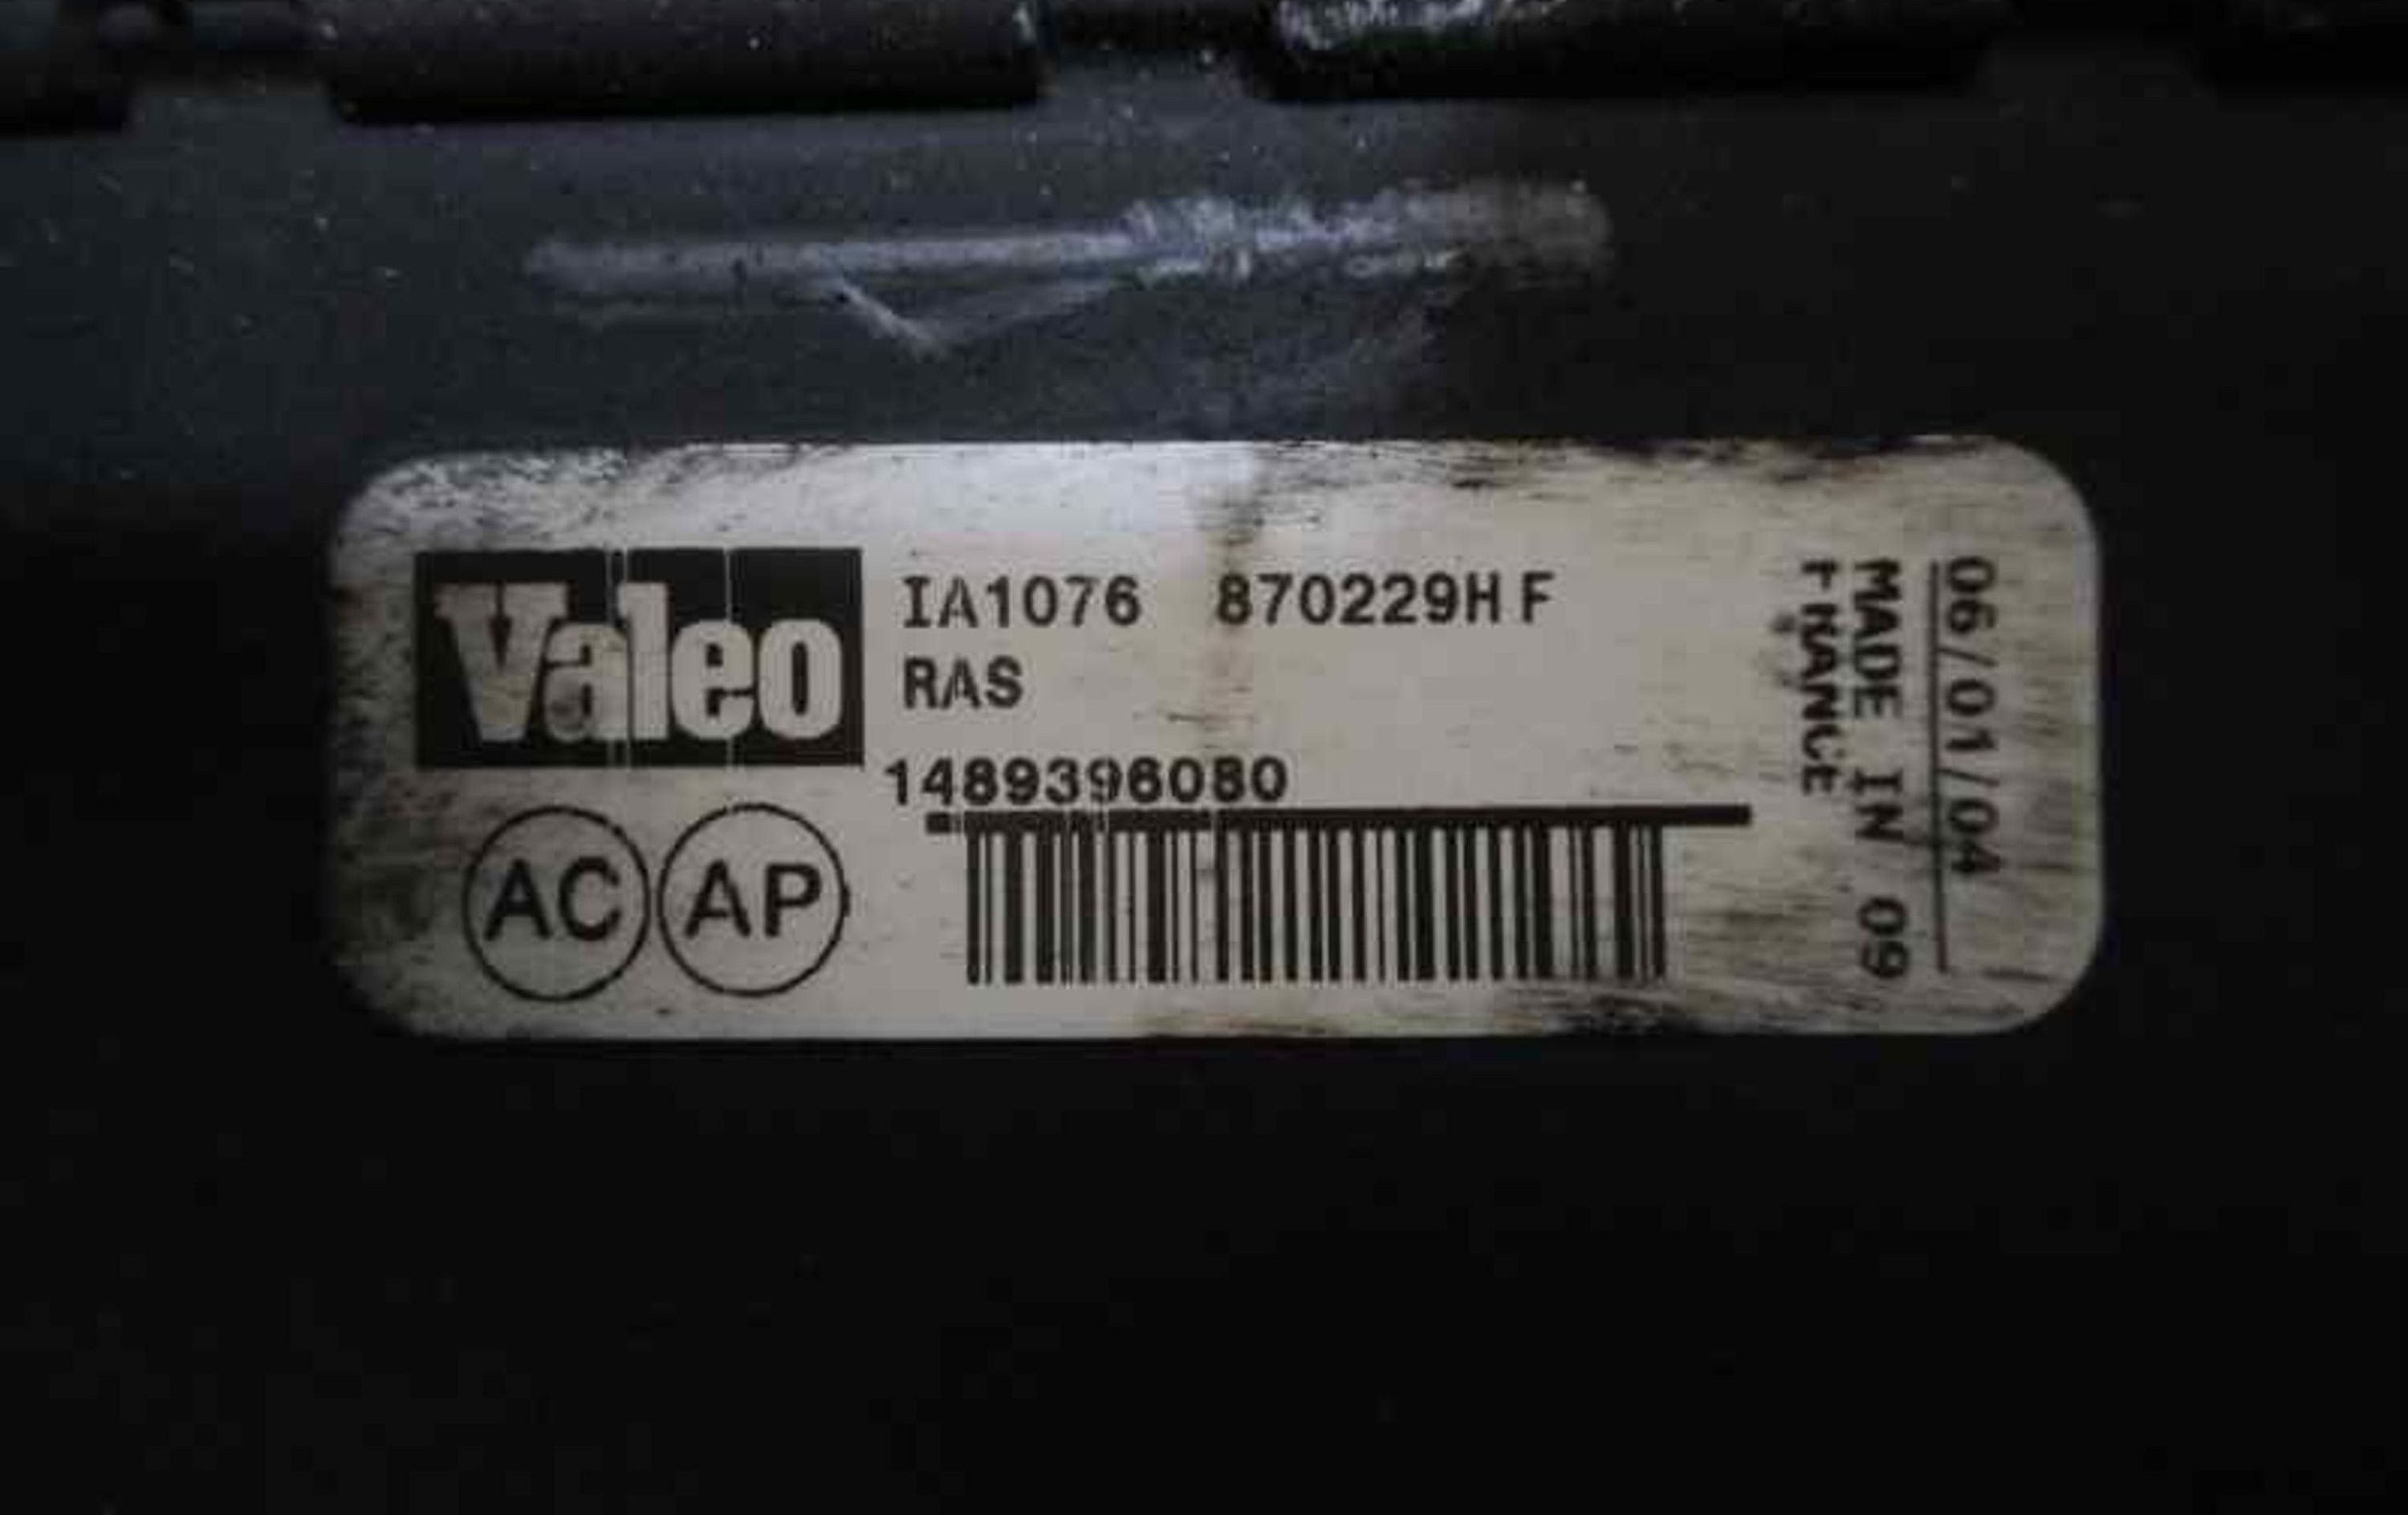 Valeo
IA1076 870229H F
RAS
1489396080
AC AP
06/01/04
MADE IN 09
FRANCE